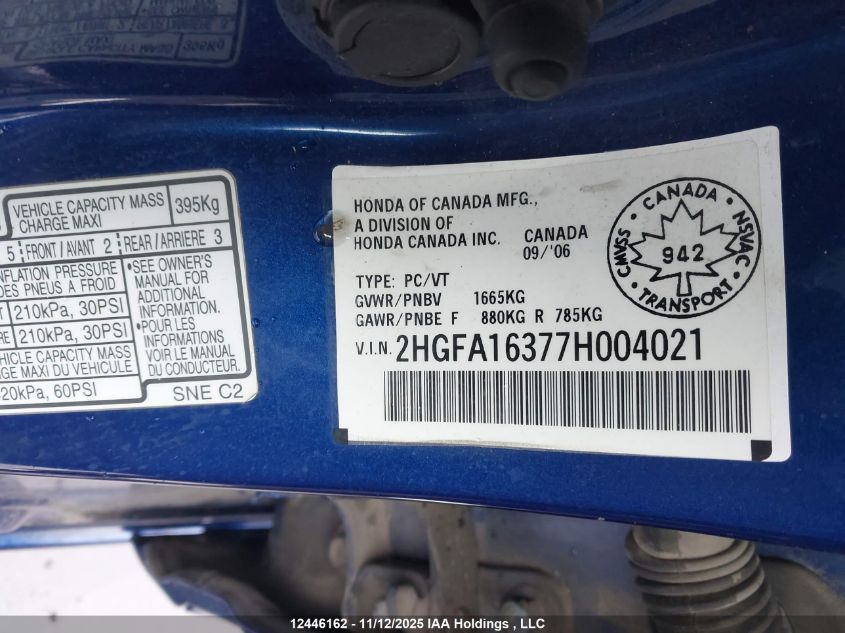 VEHICLE CAPACITY MASS 395Kg
CHARGE MAXI
5 FRONT / AVANT 2 REAR / ARRIERE 3
INFLATION PRESSURE
DES PNEUS A FROID
210kPa, 30PSI
210kPa, 30PSI
MAXI DU VÉHICULE
20kPa, 60PSI
•SEE OWNER'S
MANUAL FOR
ADDITIONAL
INFORMATION.
•POUR LES
INFORMATIONS
VOIR LE MANUAL
DU CONDUCTEUR.
SNE C2
HONDA OF CANADA MFG.,
A DIVISION OF
HONDA CANADA INC. CANADA
09/'06
TYPE: PC/VT
GVWR/PNBV 1665KG
GAWR/PNBE F 880KG R 785KG
V.I.N. 2HGFA16377H004021
CANADA
CMVSS NSVAC
942
TRANSPORT
12446162 - 11/12/2025 IAA Holdings , LLC